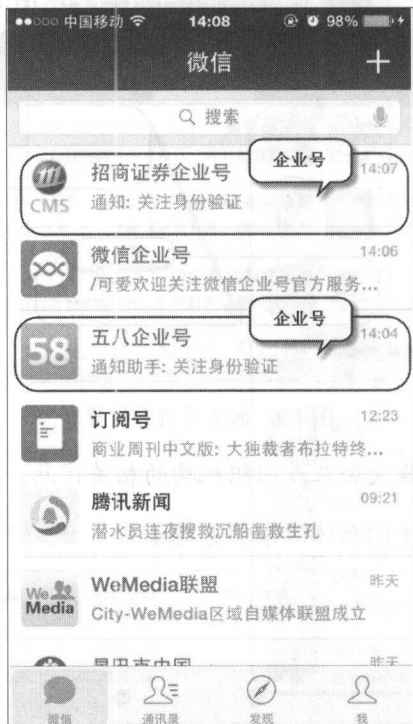 中国移动 14:08 98%
微信
搜索
企业号
招商证券企业号 14:07
CMS
通知: 关注身份验证
微信企业号 14:06
/可爱欢迎关注微信企业号官方服务...
企业号
58
五八企业号 14:04
通知助手: 关注身份验证
订阅号 12:23
商业周刊中文版: 大独裁者布拉特终...
腾讯新闻 09:21
潜水员连夜搜救沉船凿救生孔
We Media
WeMedia联盟 昨天
City-WeMedia区域自媒体联盟成立
昨天
微信 通讯录 发现 我